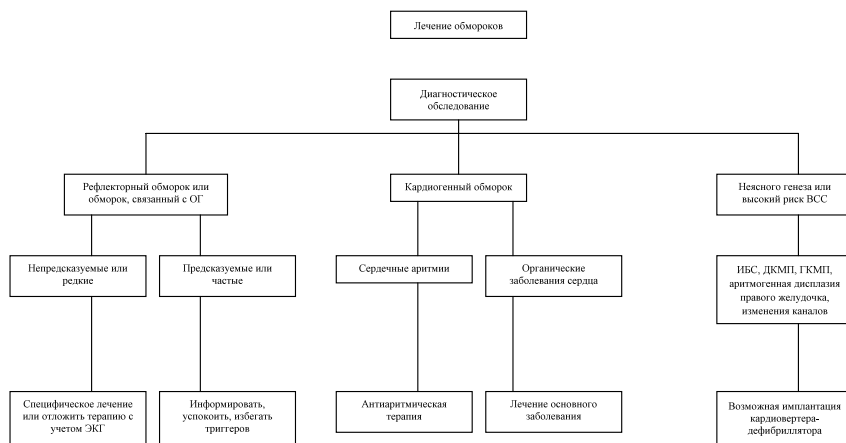 Лечение обмороков
Диагностическое
обследование
Рефлекторный обморок или
обморок, связанный с ОГ
Кардиогенный обморок
Неясного генеза или
высокий риск ВСС
Непредсказуемые или
редкие
Предсказуемые или
частые
Сердечные аритмии
Органические
заболевания сердца
ИБС, ДКМП, ГКМП,
аритмогенная дисплазия
правого желудочка,
изменения каналов
Специфическое лечение
или отложить терапию с
учетом ЭКГ
Информировать,
успокоить, избегать
триггеров
Антиаритмическая
терапия
Лечение основного
заболевания
Возможная имплантация
кардиовертера-
дефибриллятора